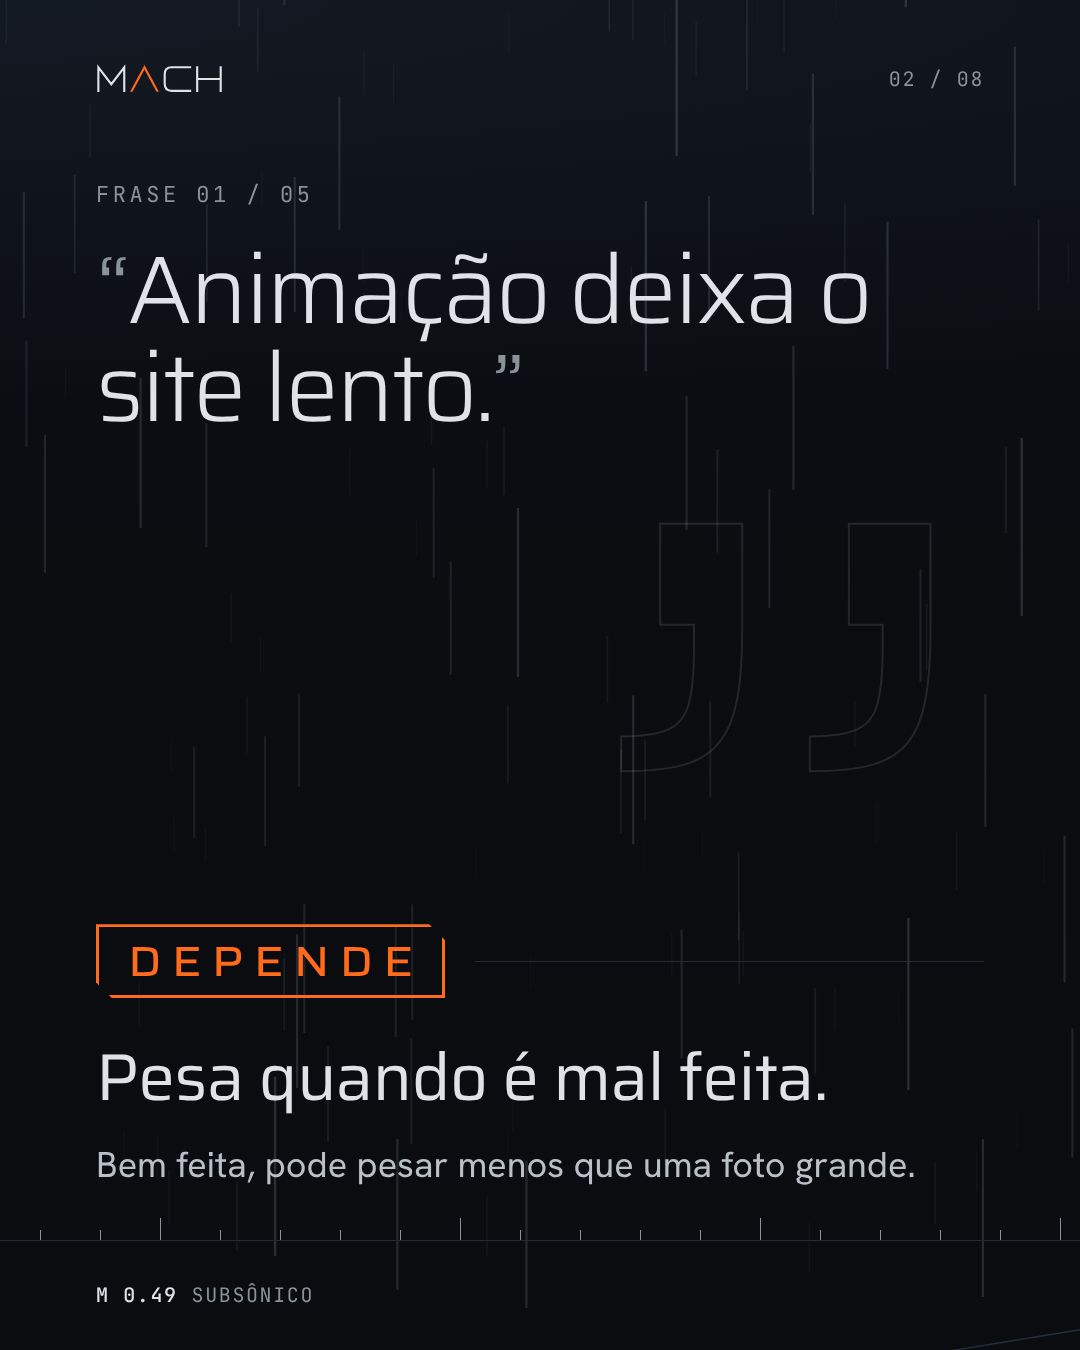 MACH
02 / 08
FRASE 01 / 05
“Animação deixa o
site lento.”
DEPENDE
Pesa quando é mal feita.
Bem feita, pode pesar menos que uma foto grande.
M 0.49 SUBSÔNICO